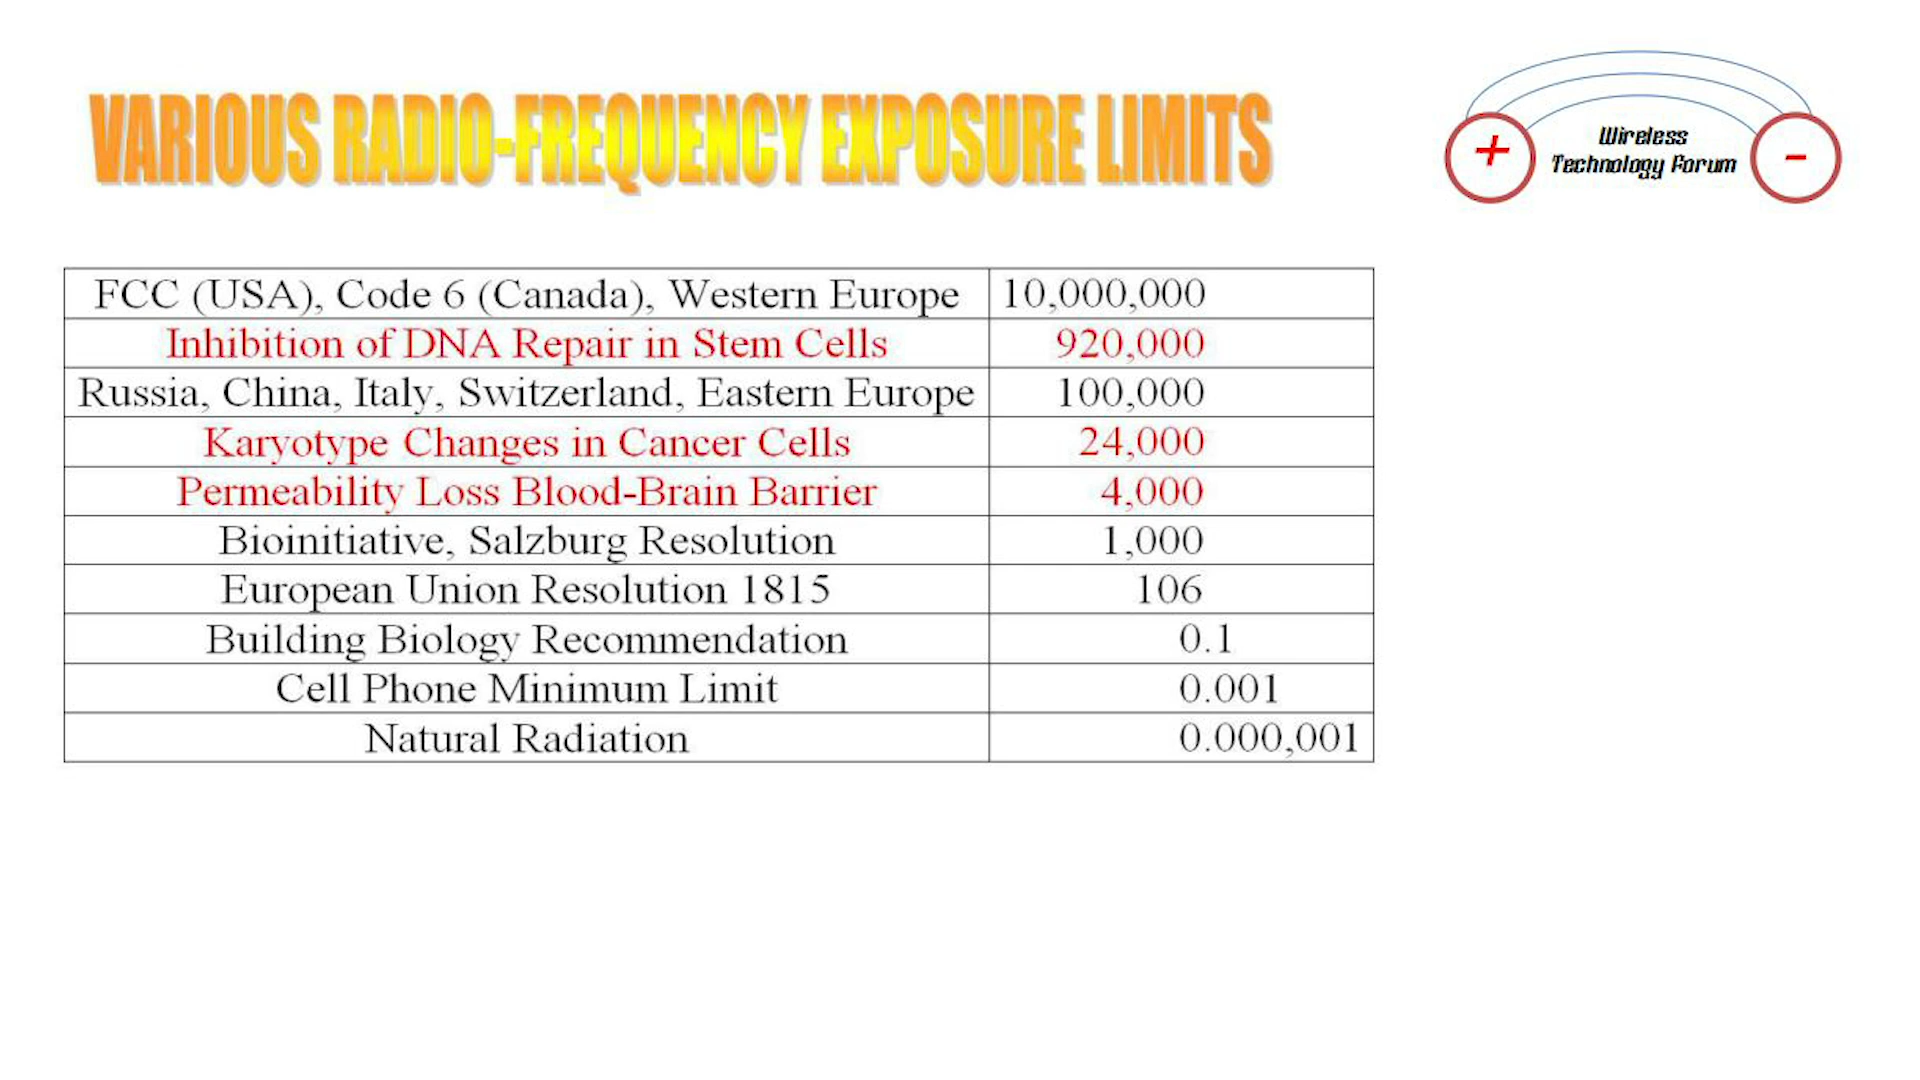 VARIOUS RADIO-FREQUENCY EXPOSURE LIMITS
+ Wireless Technology Forum -
FCC (USA), Code 6 (Canada), Western Europe 10,000,000
Inhibition of DNA Repair in Stem Cells 920,000
Russia, China, Italy, Switzerland, Eastern Europe 100,000
Karyotype Changes in Cancer Cells 24,000
Permeability Loss Blood-Brain Barrier 4,000
Bioinitiative, Salzburg Resolution 1,000
European Union Resolution 1815 106
Building Biology Recommendation 0.1
Cell Phone Minimum Limit 0.001
Natural Radiation 0.000,001